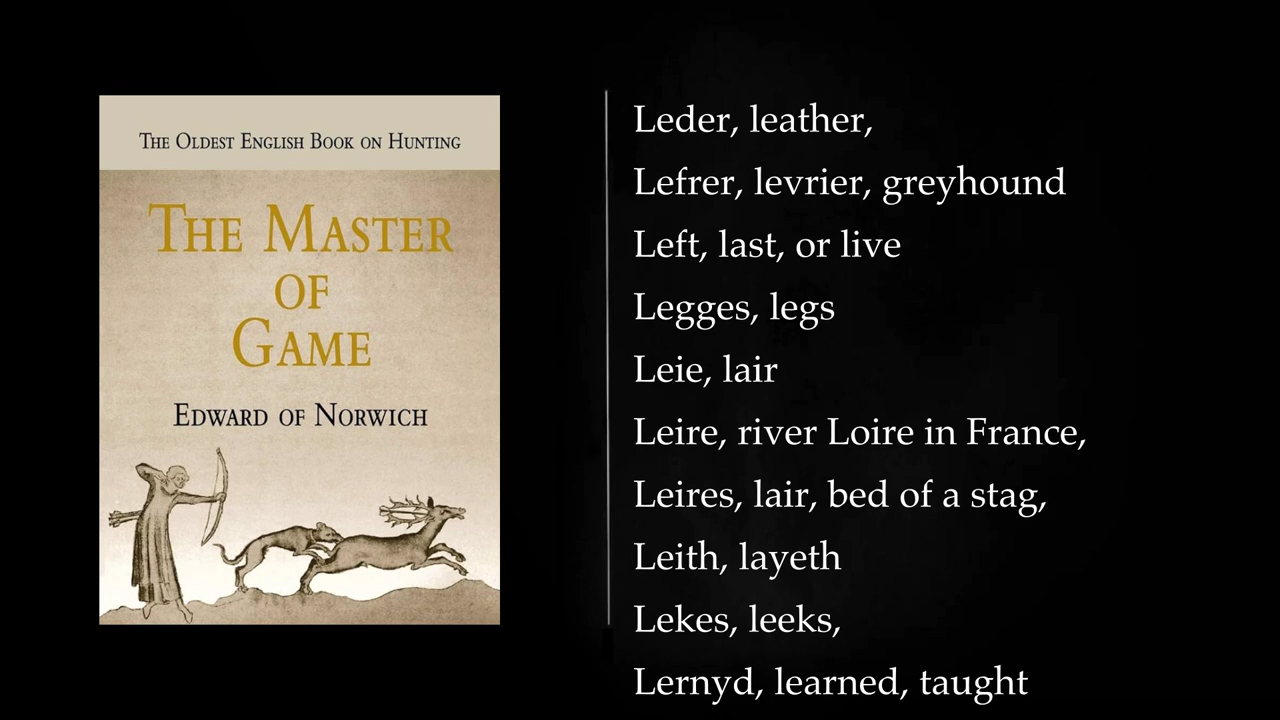 The Oldest English Book on Hunting
The Master
of
Game
Edward of Norwich
Leder, leather,
Lefrer, levrier, greyhound
Left, last, or live
Legges, legs
Leie, lair
Leire, river Loire in France,
Leires, lair, bed of a stag,
Leith, layeth
Lekes, leeks,
Lernyd, learned, taught